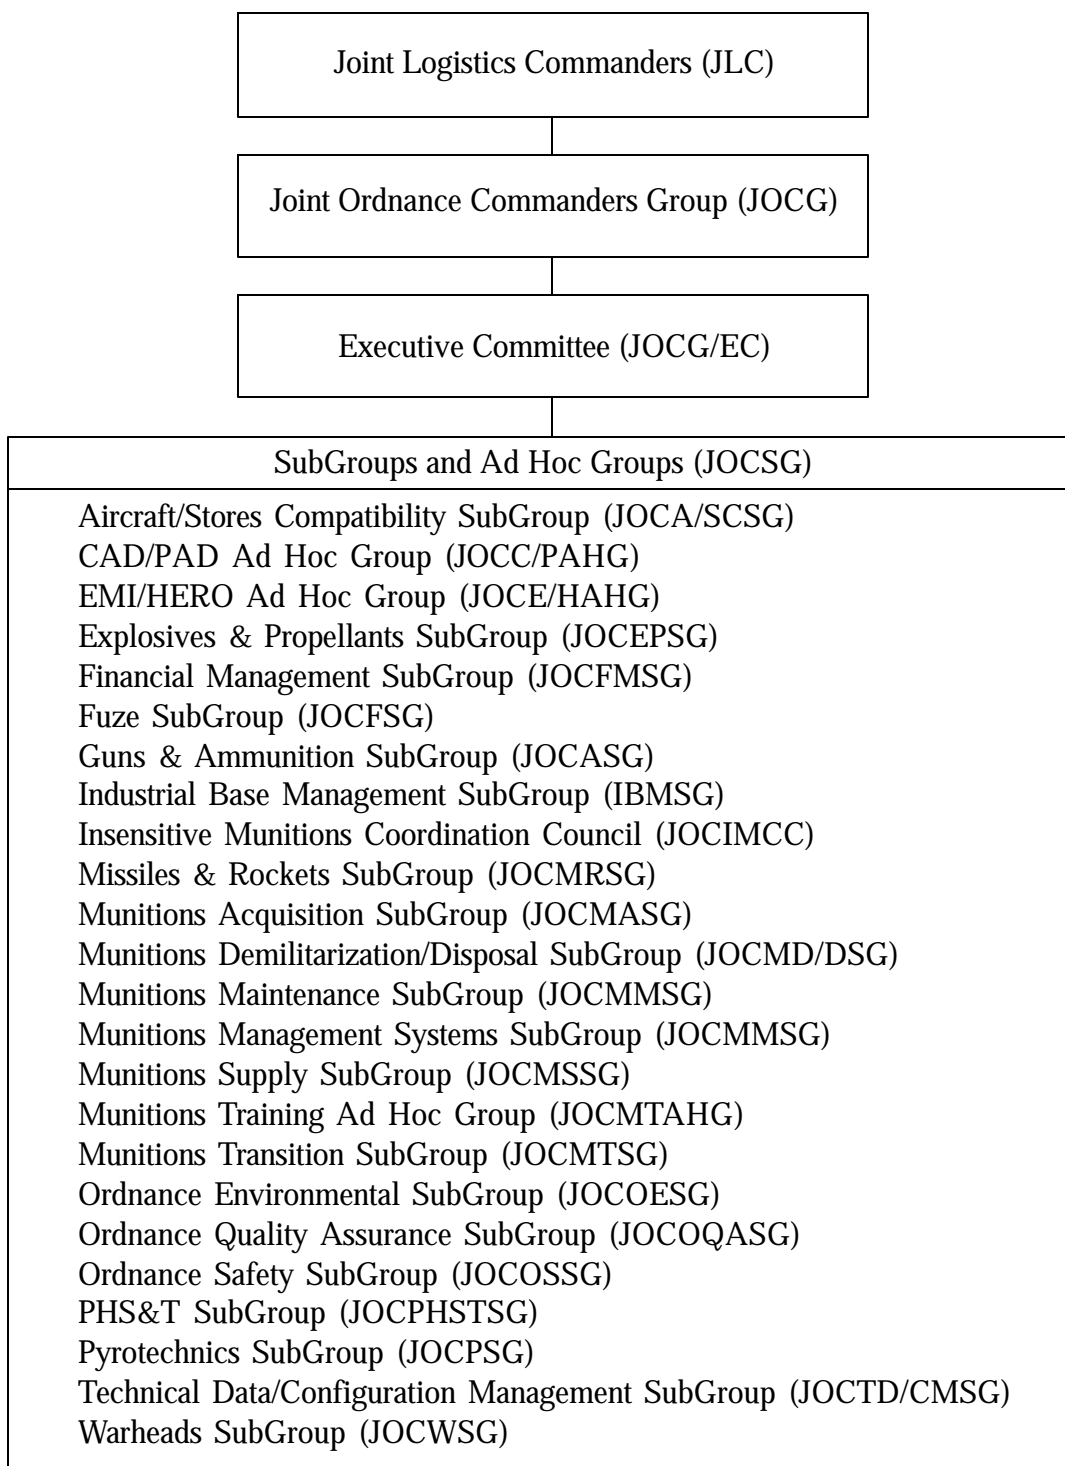 Joint Logistics Commanders (JLC)
Joint Ordnance Commanders Group (JOCG)
Executive Committee (JOCG/EC)
SubGroups and Ad Hoc Groups (JOCSG)
Aircraft/Stores Compatibility SubGroup (JOCA/SCSG)
CAD/PAD Ad Hoc Group (JOCC/PAHG)
EMI/HERO Ad Hoc Group (JOCE/HAHG)
Explosives & Propellants SubGroup (JOCEPSG)
Financial Management SubGroup (JOCFMSG)
Fuze SubGroup (JOCFSG)
Guns & Ammunition SubGroup (JOCASG)
Industrial Base Management SubGroup (IBMSG)
Insensitive Munitions Coordination Council (JOCIMCC)
Missiles & Rockets SubGroup (JOCMRSG)
Munitions Acquisition SubGroup (JOCMASG)
Munitions Demilitarization/Disposal SubGroup (JOCMD/DSG)
Munitions Maintenance SubGroup (JOCMMSG)
Munitions Management Systems SubGroup (JOCMMSG)
Munitions Supply SubGroup (JOCMSSG)
Munitions Training Ad Hoc Group (JOCMTAHG)
Munitions Transition SubGroup (JOCMTSG)
Ordnance Environmental SubGroup (JOCOESG)
Ordnance Quality Assurance SubGroup (JOCOQASG)
Ordnance Safety SubGroup (JOCOSSG)
PHS&T SubGroup (JOCPHSTSG)
Pyrotechnics SubGroup (JOCPSG)
Technical Data/Configuration Management SubGroup (JOCTD/CMSG)
Warheads SubGroup (JOCWSG)